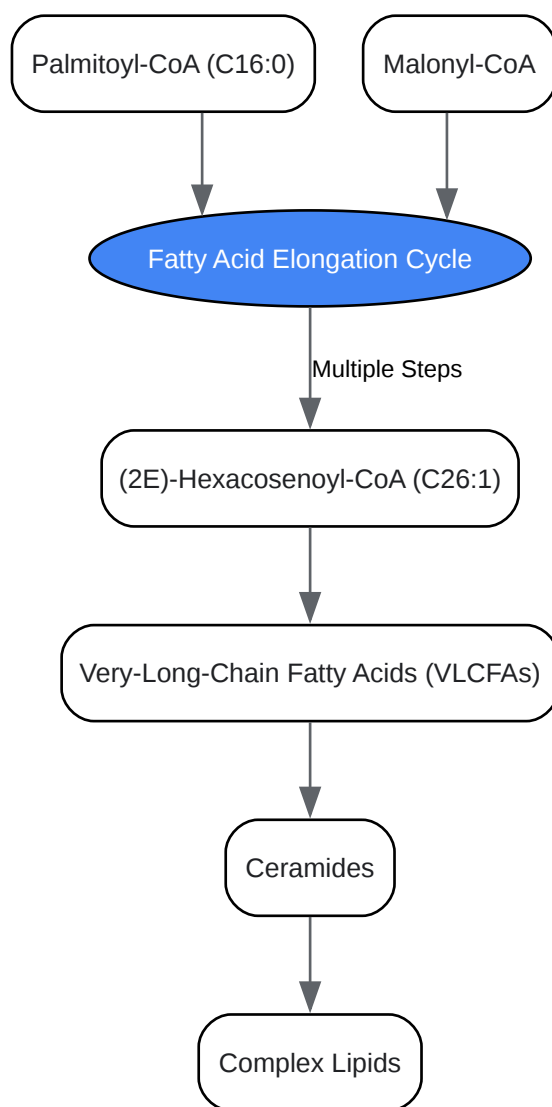 Palmitoyl-CoA (C16:0)
Malonyl-CoA
Fatty Acid Elongation Cycle
Multiple Steps
(2E)-Hexacosenoyl-CoA (C26:1)
Very-Long-Chain Fatty Acids (VLCFAs)
Ceramides
Complex Lipids